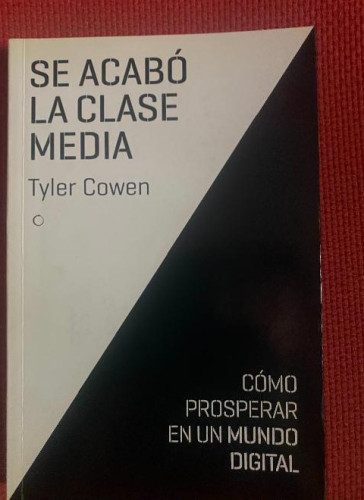 SE ACABÓ
LA CLASE
MEDIA
Tyler Cowen
CÓMO
PROSPERAR
EN UN MUNDO
DIGITAL